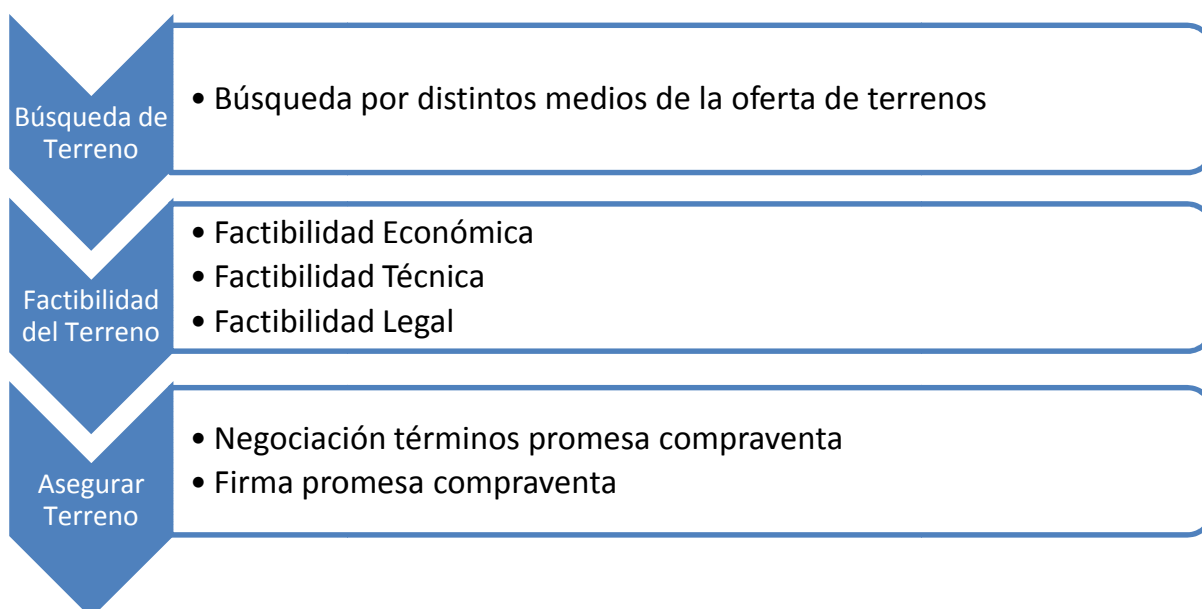 Búsqueda de
Terreno
• Búsqueda por distintos medios de la oferta de terrenos
Factibilidad
del Terreno
• Factibilidad Económica
• Factibilidad Técnica
• Factibilidad Legal
Asegurar
Terreno
• Negociación términos promesa compraventa
• Firma promesa compraventa